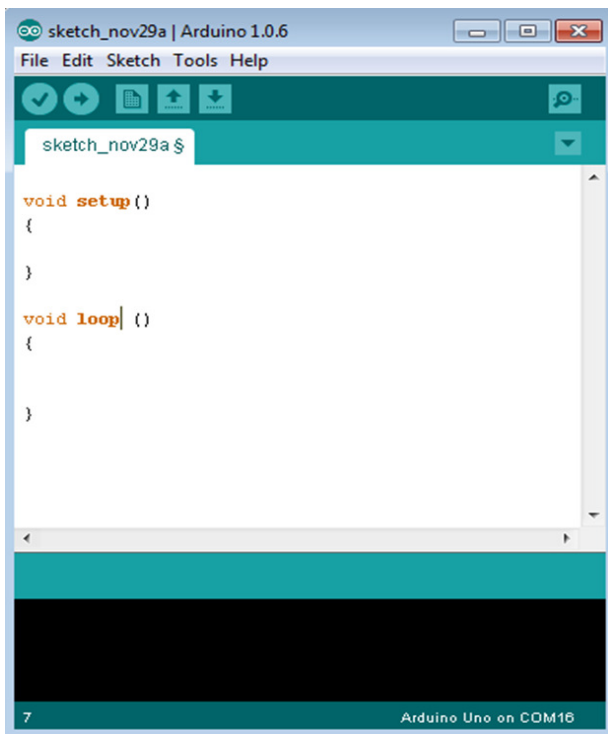 sketch_nov29a | Arduino 1.0.6
File Edit Sketch Tools Help
sketch_nov29a §
void setup()
{
}
void loop ()
{
}
7
Arduino Uno on COM16